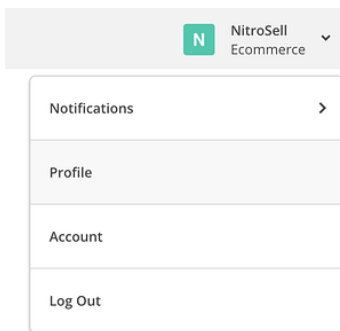 N
NitroSell
Ecommerce
Notifications
Profile
Account
Log Out